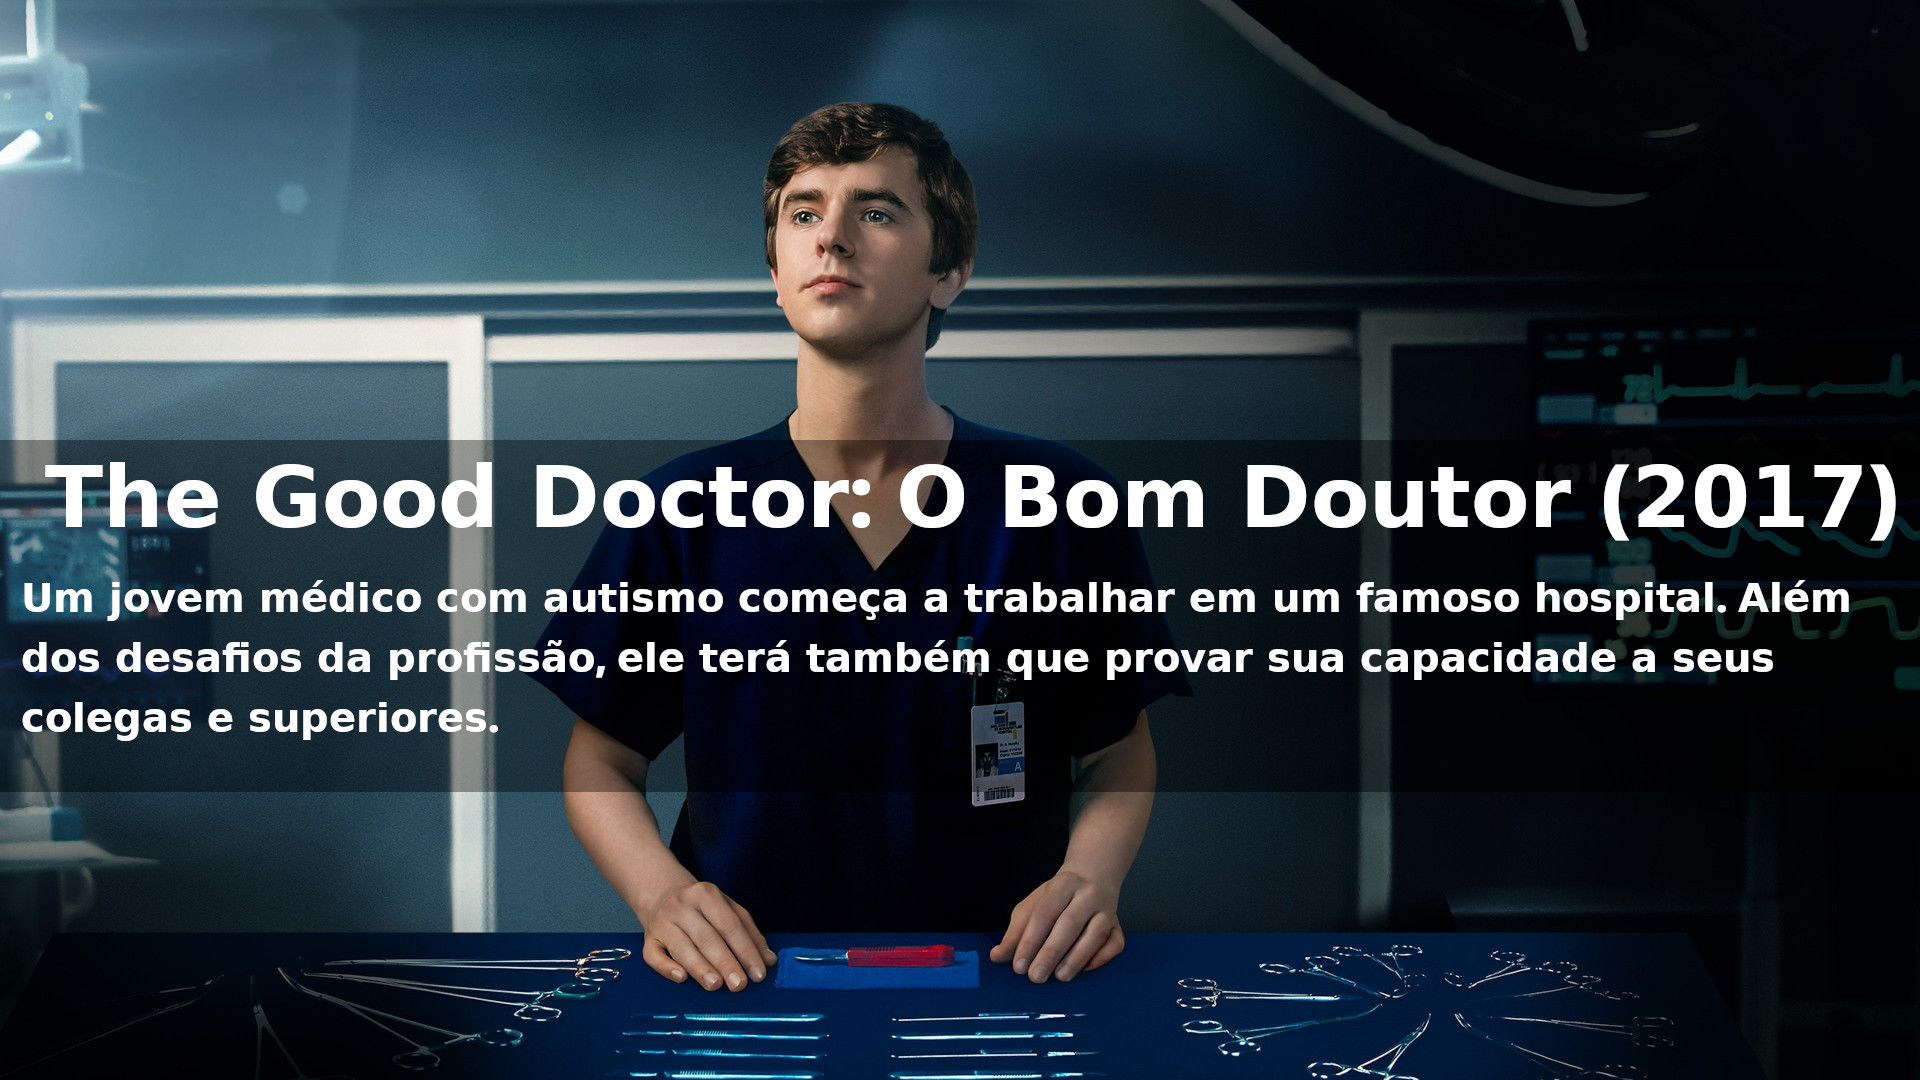 The Good Doctor: O Bom Doutor (2017)
Um jovem médico com autismo começa a trabalhar em um famoso hospital. Além
dos desafios da profissão, ele terá também que provar sua capacidade a seus
colegas e superiores.
A